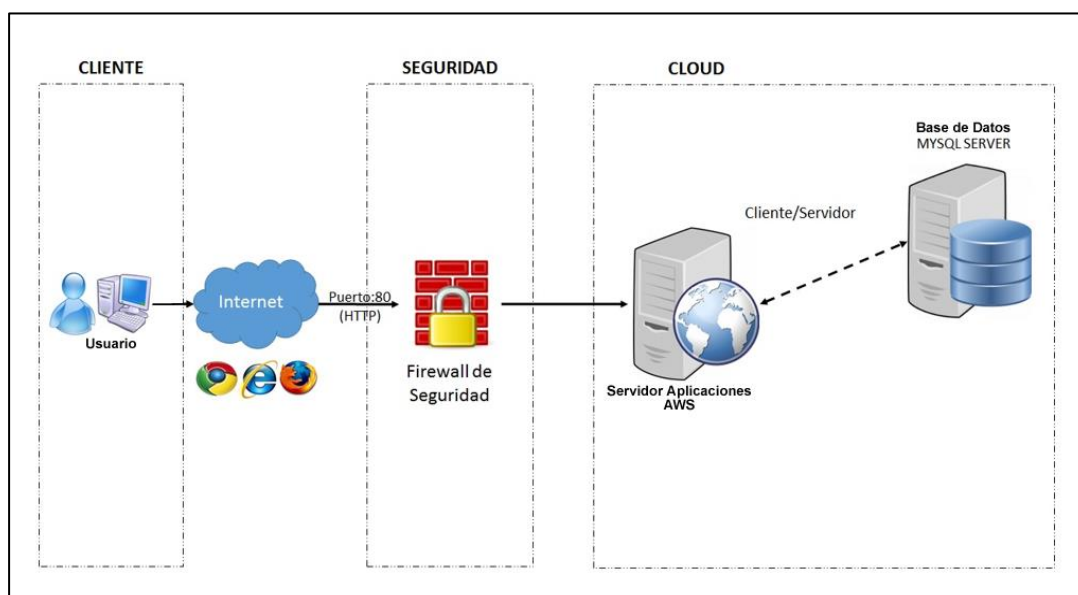 CLIENTE
SEGURIDAD
CLOUD
Base de Datos
MYSQL SERVER
Cliente/Servidor
Internet
Puerto:80
(HTTP)
Usuario
Firewall de
Seguridad
Servidor Aplicaciones
AWS